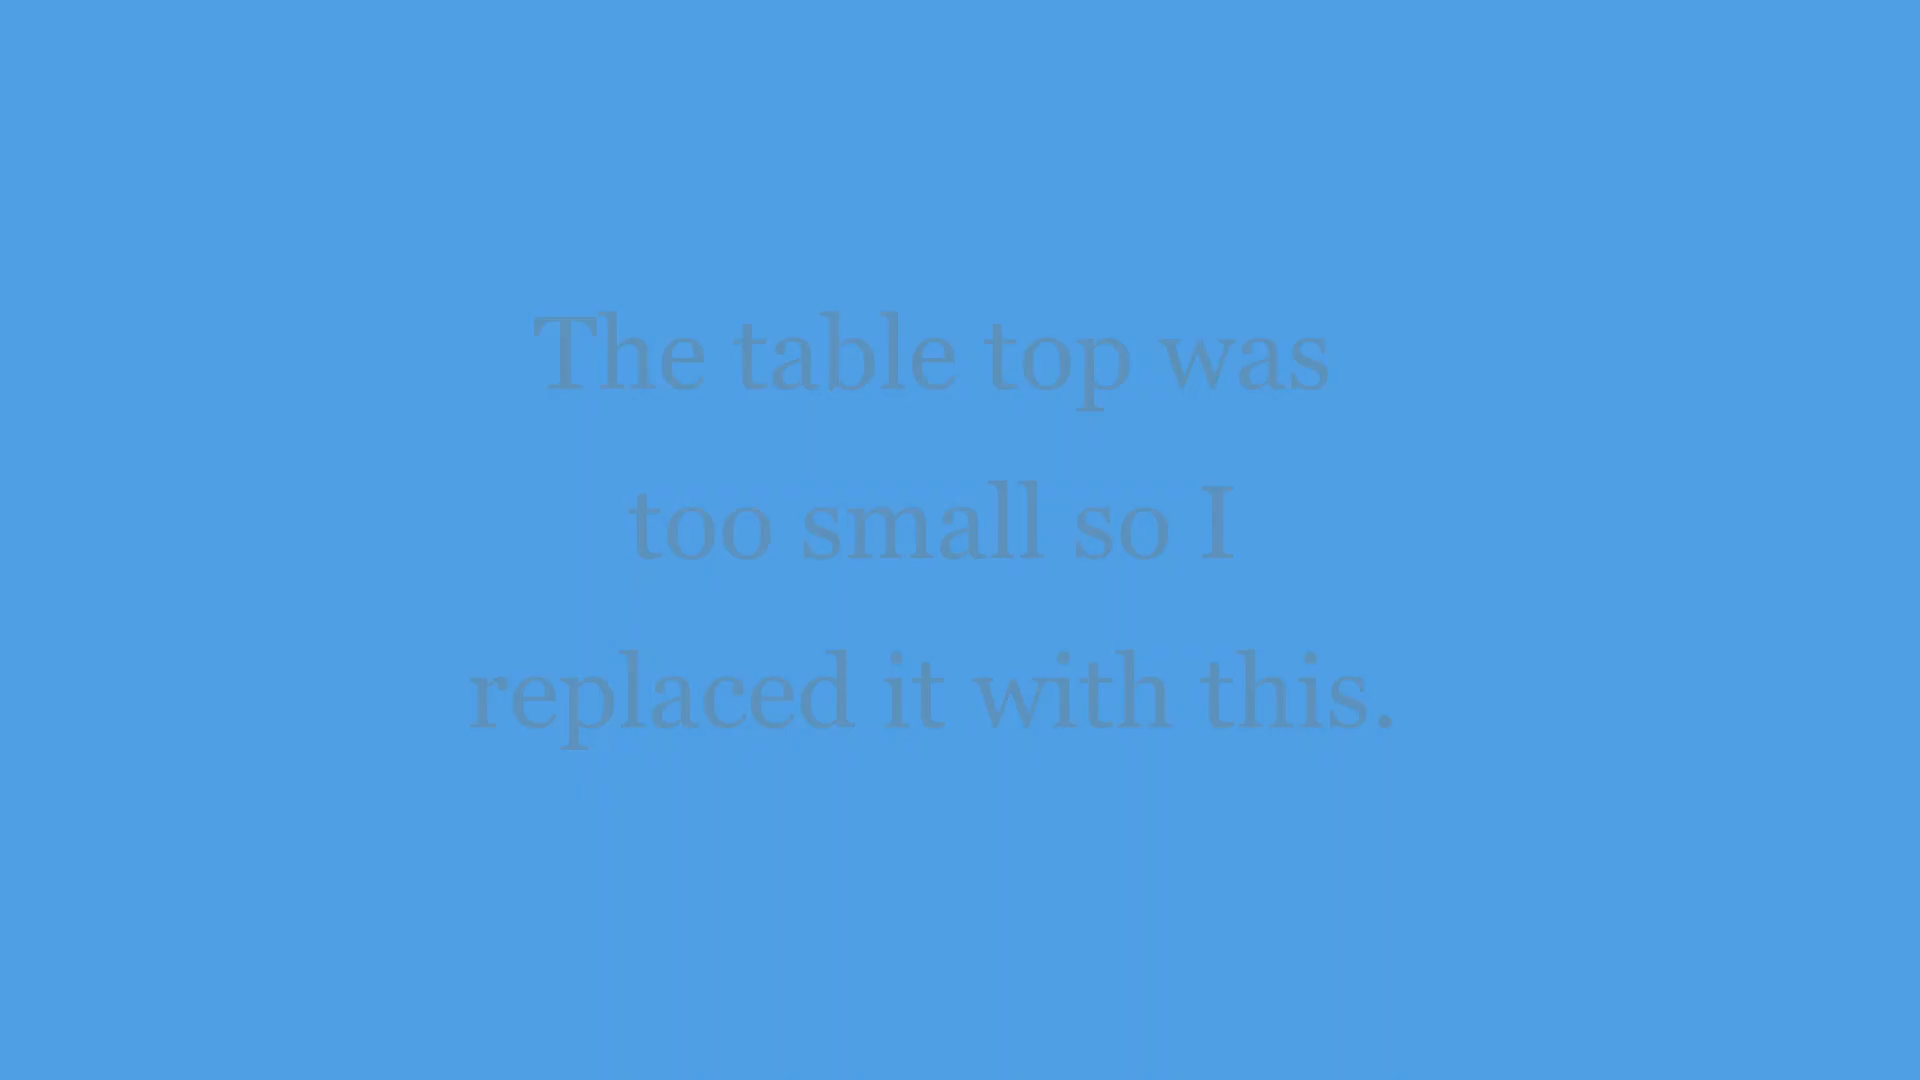 The table top was
too small so I
replaced it with this.